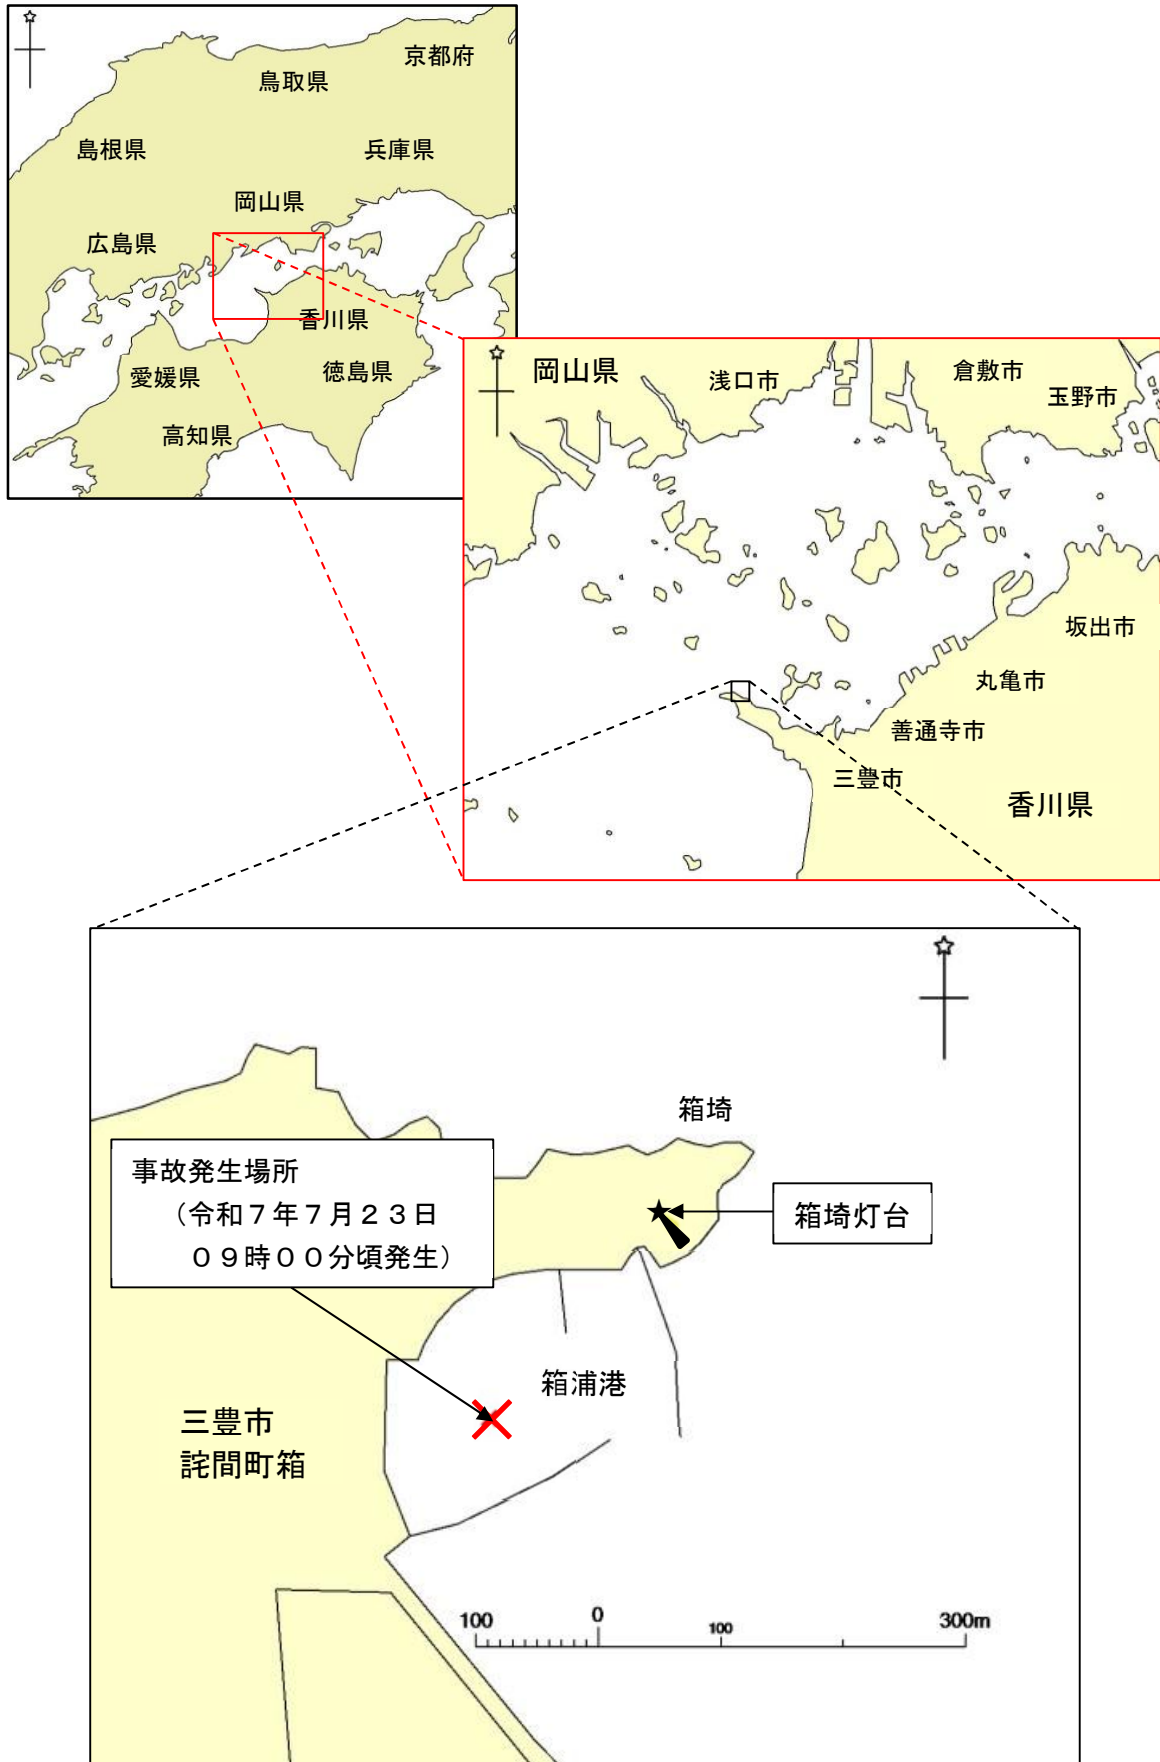 京都府
鳥取県
島根県
兵庫県
岡山県
広島県
香川県
愛媛県
徳島県
高知県
岡山県
浅口市
倉敷市
玉野市
坂出市
丸亀市
善通寺市
三豊市
香川県
箱埼
事故発生場所
（令和７年７月２３日
０９時００分頃発生）
箱埼灯台
箱浦港
三豊市
詫間町箱
100 0 100 300m